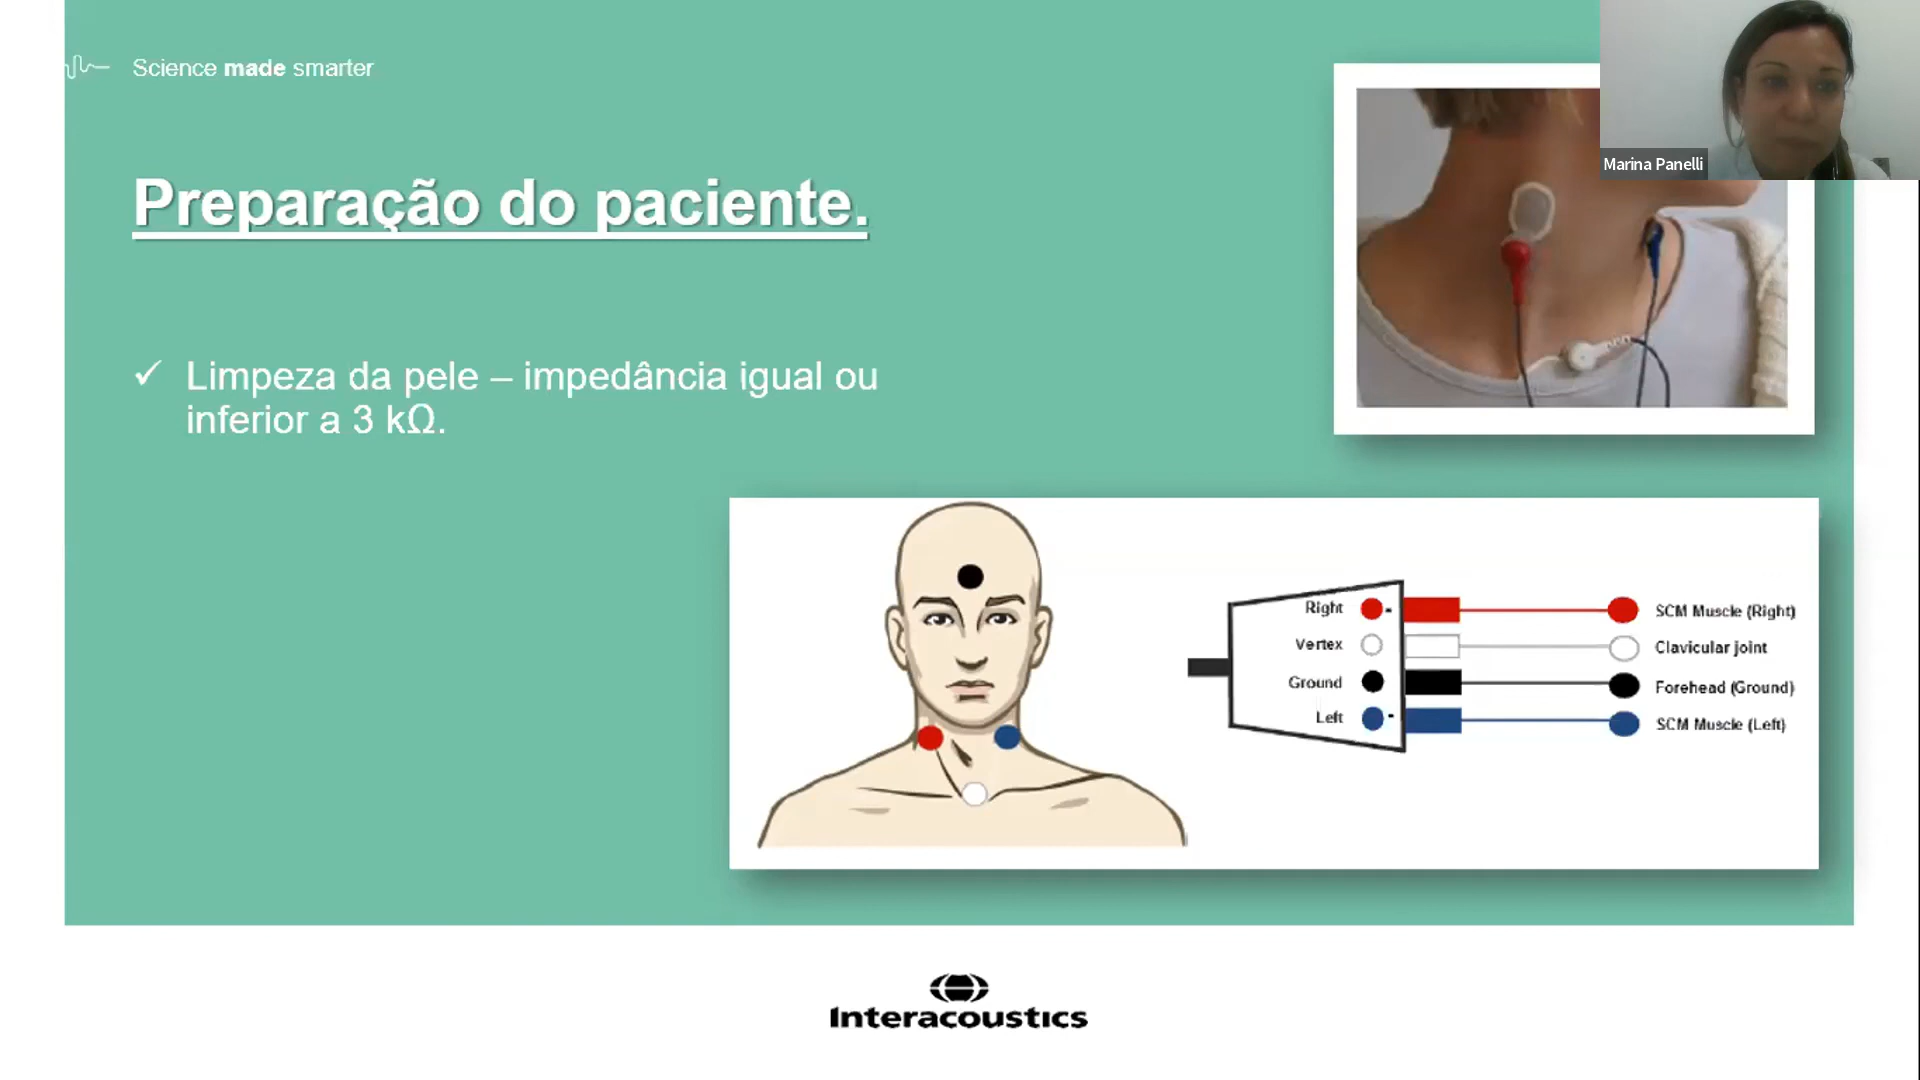 Science made smarter
Marina Panelli
Preparação do paciente.
✓ Limpeza da pele – impedância igual ou
inferior a 3 kΩ.
Right - SCM Muscle (Right)
Vertex Clavicular joint
Ground Forehead (Ground)
Left - SCM Muscle (Left)
Interacoustics